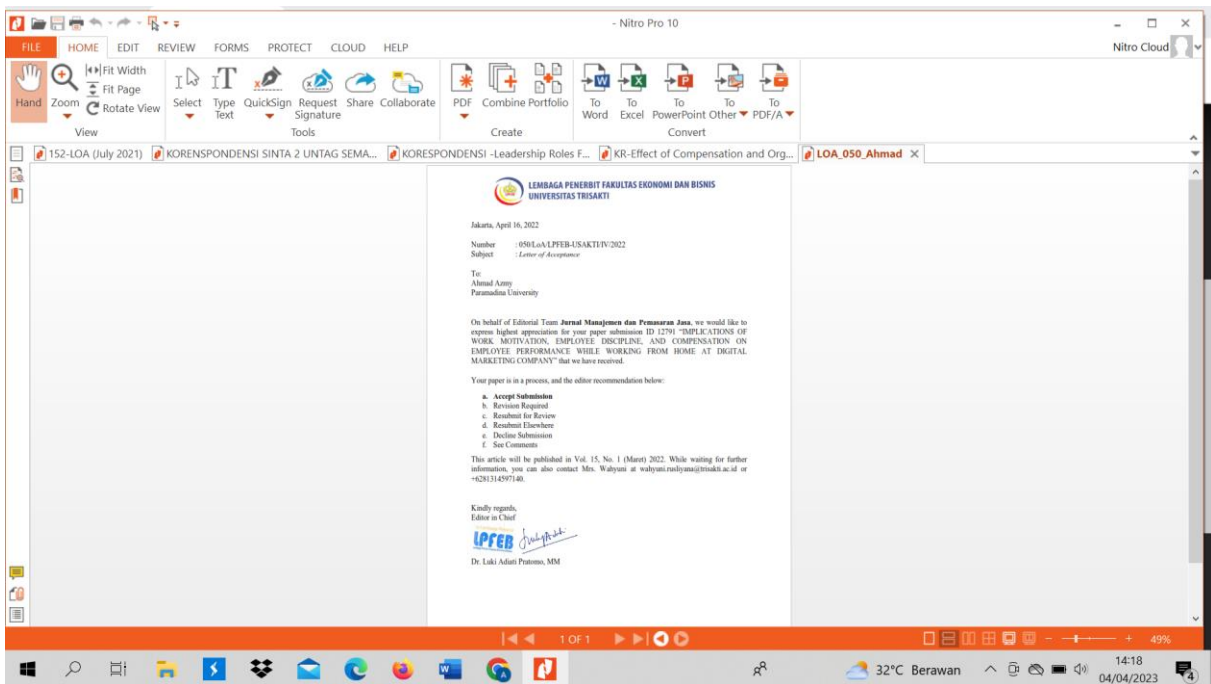 - Nitro Pro 10
FILE HOME EDIT REVIEW FORMS PROTECT CLOUD HELP
Nitro Cloud
Hand
Zoom
Fit Width
Fit Page
Rotate View
View
Select
Type Text
QuickSign
Request Signature
Share
Collaborate
Tools
PDF
Combine
Portfolio
Create
To Word
To Excel
To PowerPoint
To Other
To PDF/A
Convert
152-LOA (July 2021)
KORENSPONDENSI SINTA 2 UNTAG SEMA...
KORESPONDENSI -Leadership Roles F...
KR-Effect of Compensation and Org...
LOA_050_Ahmad
LEMBAGA PENERBIT FAKULTAS EKONOMI DAN BISNIS
UNIVERSITAS TRISAKTI
Jakarta, April 16, 2022
Number : 050/LoA/LPFEB-USAKTI/IV/2022
Subject : Letter of Acceptance
To:
Ahmad Azmy
Paramadina University
On behalf of Editorial Team Jurnal Manajemen dan Pemasaran Jasa, we would like to
express highest appreciation for your paper submission ID 12791 "IMPLICATIONS OF
WORK MOTIVATION, EMPLOYEE DISCIPLINE, AND COMPENSATION ON
EMPLOYEE PERFORMANCE WHILE WORKING FROM HOME AT DIGITAL
MARKETING COMPANY" that we have received.
Your paper is in a process, and the editor recommendation below:
a. Accept Submission
b. Revision Required
c. Resubmit for Review
d. Resubmit Elsewhere
e. Decline Submission
f. See Comments
This article will be published in Vol. 15, No. 1 (Maret) 2022. While waiting for further
information, you can also contact Mrs. Wahyuni at wahyuni.rusliyana@trisakti.ac.id or
+6281314597140.
Kindly regards,
Editor in Chief
LPFEB
Dr. Luki Adiati Pratomo, MM
1 OF 1
49%
32°C Berawan
14:18
04/04/2023
4